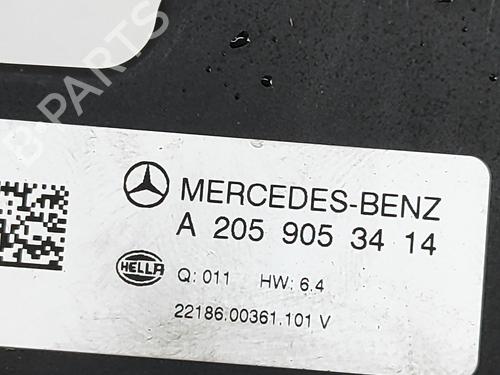 B-PARTS
MERCEDES-BENZ
A 205 905 34 14
HELLA
Q: 011 HW: 6.4
22186.00361.101 V